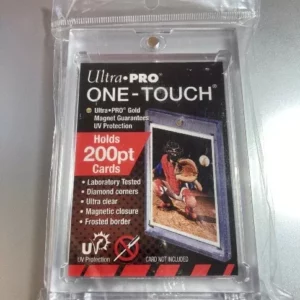 Ultra•PRO®
ONE-TOUCH®
Ultra•PRO® Gold
Magnet Guarantees
UV Protection
Holds
200pt
Cards
• Laboratory Tested
• Diamond corners
• Ultra clear
• Magnetic closure
• Frosted border
UV
UV Protection
CARD NOT INCLUDED